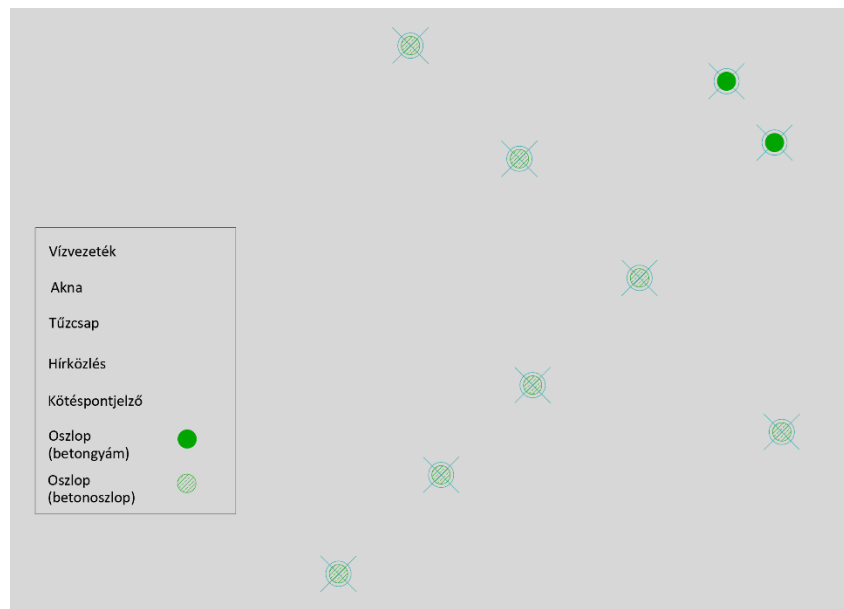 Vízvezeték
Akna
Tűzcsap
Hírközlés
Kötéspontjelző
Oszlop
(betongyám)
Oszlop
(betonoszlop)